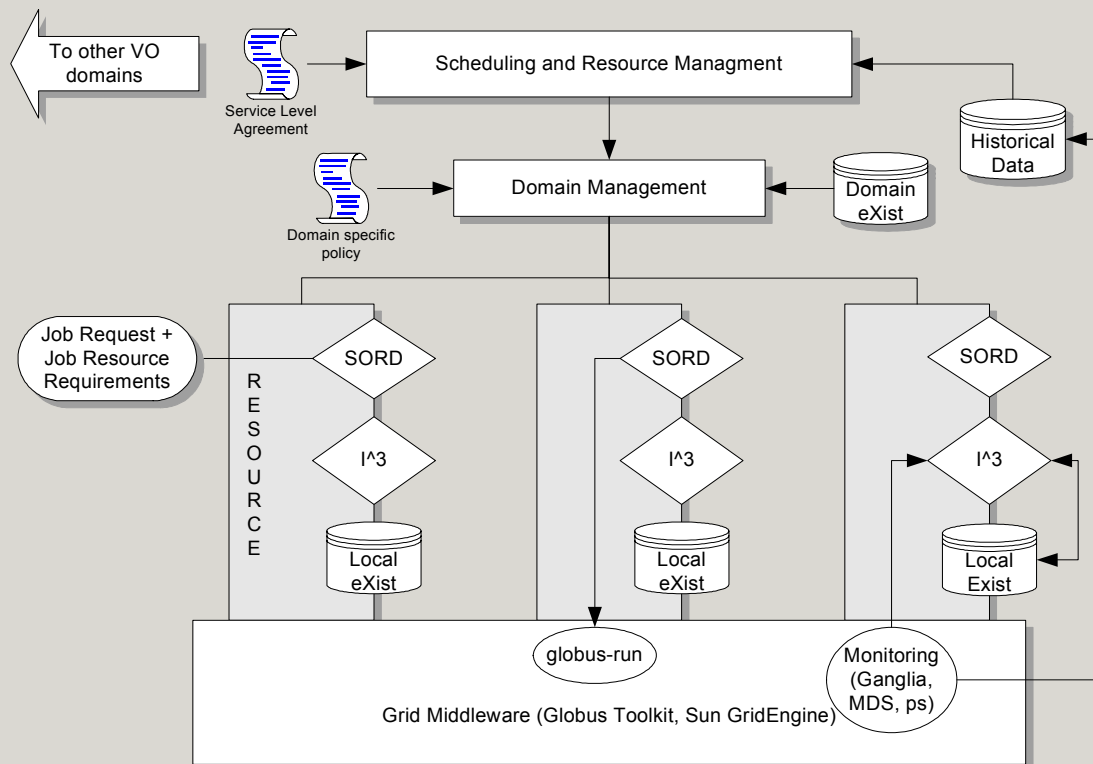 To other VO
domains
Service Level
Agreement
Scheduling and Resource Managment
Historical
Data
Domain specific
policy
Domain Management
Domain
eXist
Job Request +
Job Resource
Requirements
R
E
S
O
U
R
C
E
SORD
I^3
Local
eXist
SORD
I^3
Local
eXist
SORD
I^3
Local
Exist
globus-run
Monitoring
(Ganglia,
MDS, ps)
Grid Middleware (Globus Toolkit, Sun GridEngine)